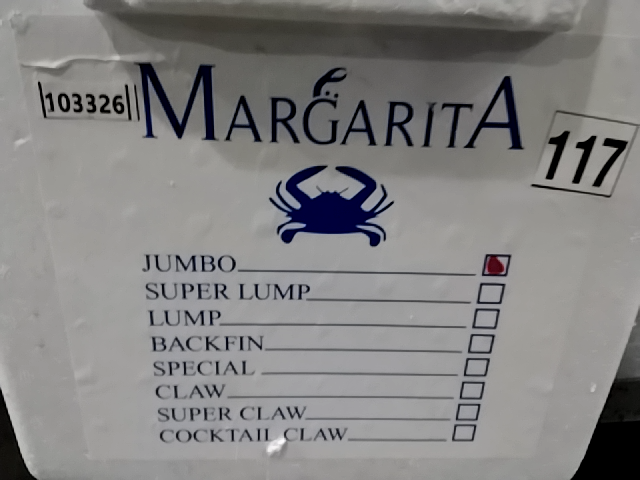 103326
MARGARITA
117
JUMBO
SUPER LUMP
LUMP
BACKFIN
SPECIAL
CLAW
SUPER CLAW
COCKTAIL CLAW